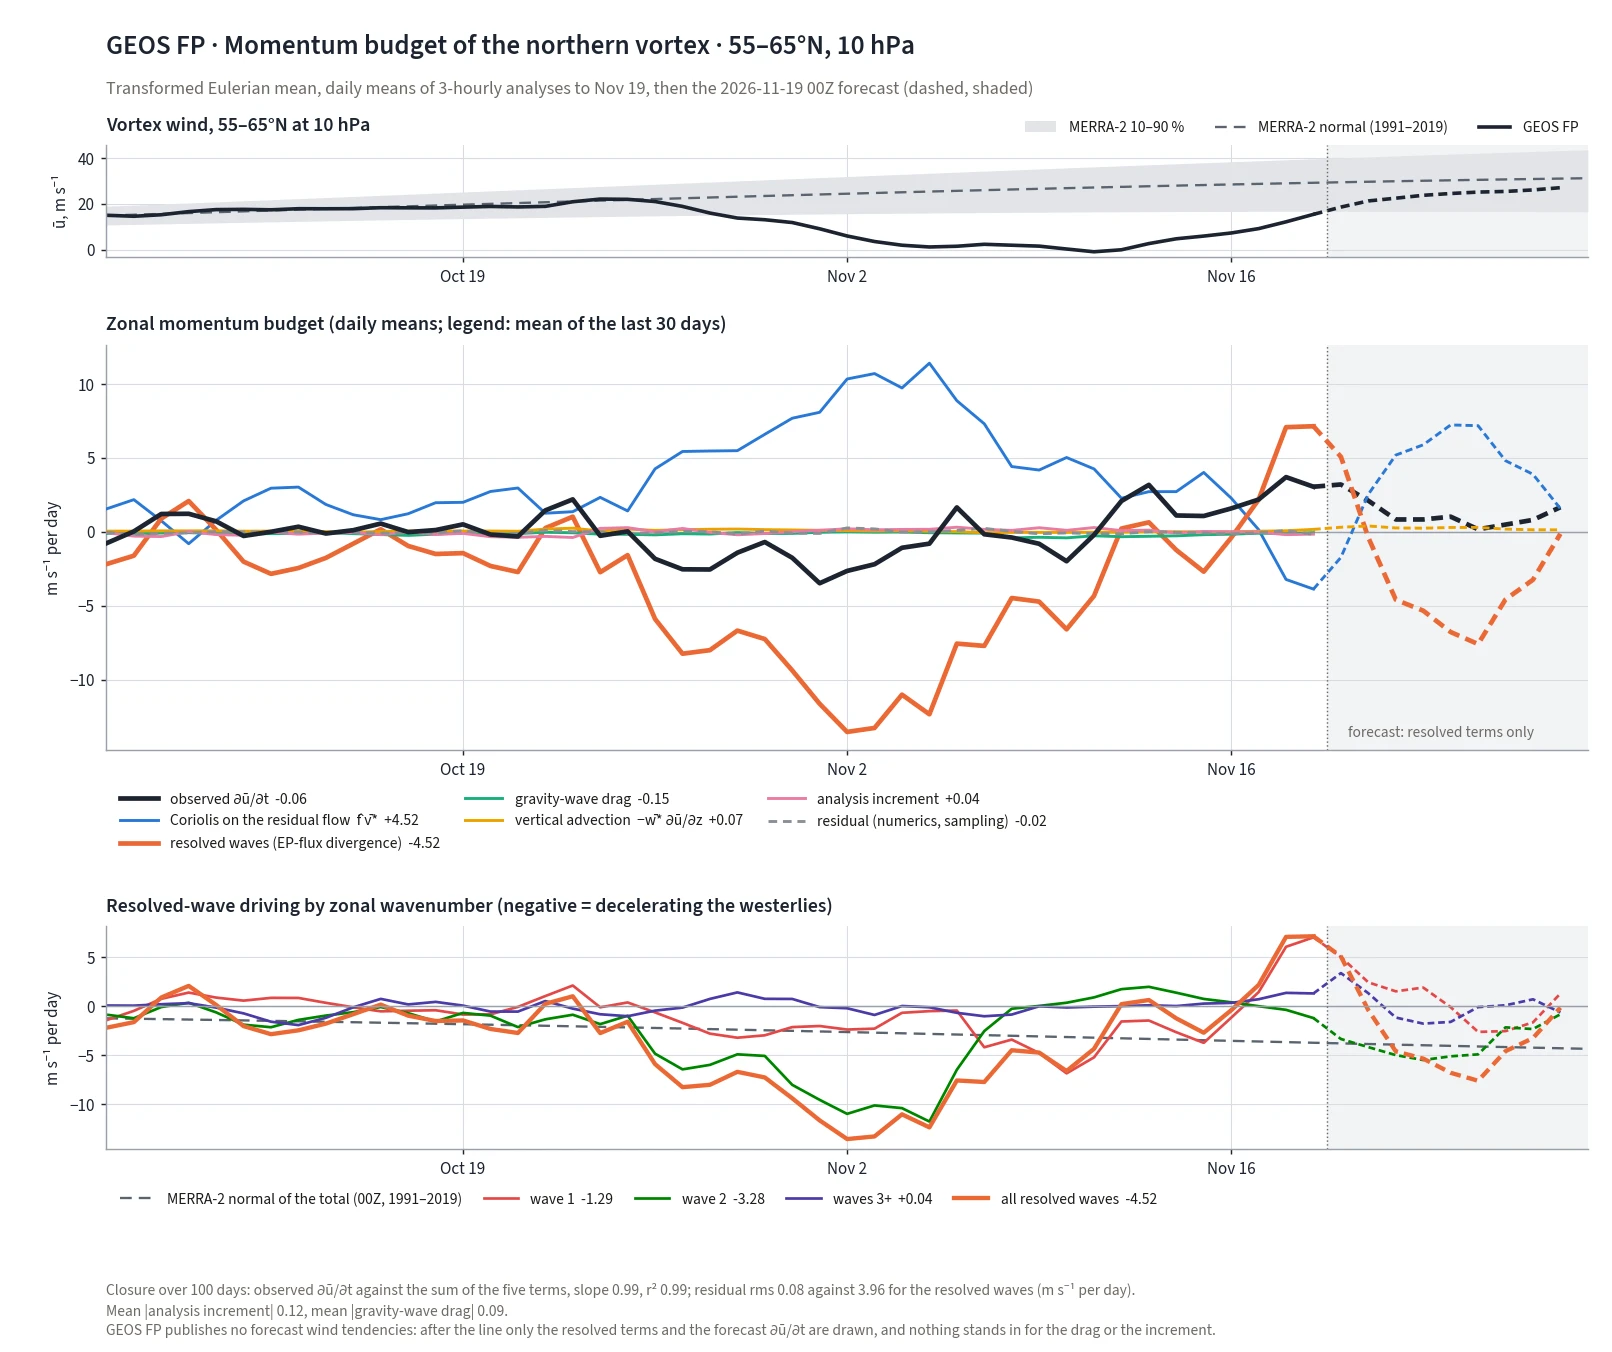 GEOS FP · Momentum budget of the northern vortex · 55–65°N, 10 hPa
Transformed Eulerian mean, daily means of 3-hourly analyses to Nov 19, then the 2026-11-19 00Z forecast (dashed, shaded)
Vortex wind, 55–65°N at 10 hPa
MERRA-2 10–90 %
MERRA-2 normal (1991–2019)
GEOS FP
ū, m s⁻¹
40
20
0
Oct 19
Nov 2
Nov 16
Zonal momentum budget (daily means; legend: mean of the last 30 days)
m s⁻¹ per day
10
5
0
−5
−10
forecast: resolved terms only
Oct 19
Nov 2
Nov 16
observed ∂ū/∂t -0.06
gravity-wave drag -0.15
analysis increment +0.04
Coriolis on the residual flow f v̄* +4.52
vertical advection −w̄* ∂ū/∂z +0.07
residual (numerics, sampling) -0.02
resolved waves (EP-flux divergence) -4.52
Resolved-wave driving by zonal wavenumber (negative = decelerating the westerlies)
m s⁻¹ per day
5
0
−5
−10
Oct 19
Nov 2
Nov 16
MERRA-2 normal of the total (00Z, 1991–2019)
wave 1 -1.29
wave 2 -3.28
waves 3+ +0.04
all resolved waves -4.52
Closure over 100 days: observed ∂ū/∂t against the sum of the five terms, slope 0.99, r² 0.99; residual rms 0.08 against 3.96 for the resolved waves (m s⁻¹ per day).
Mean |analysis increment| 0.12, mean |gravity-wave drag| 0.09.
GEOS FP publishes no forecast wind tendencies: after the line only the resolved terms and the forecast ∂ū/∂t are drawn, and nothing stands in for the drag or the increment.